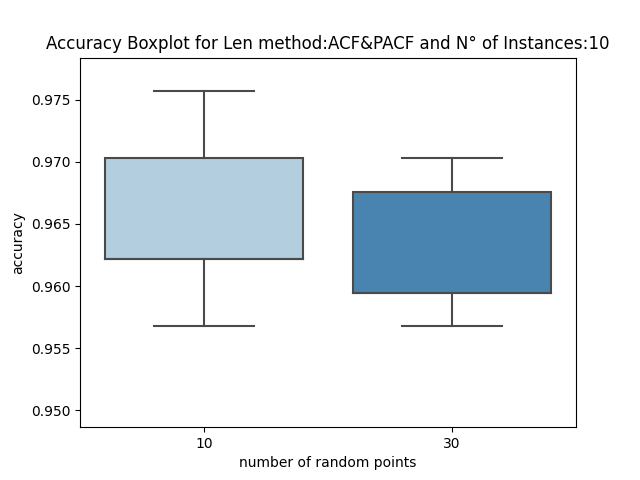 Accuracy Boxplot for Len method:ACF&PACF and N° of Instances:10
0.975
0.970
0.965
0.960
0.955
0.950
accuracy
10
30
number of random points